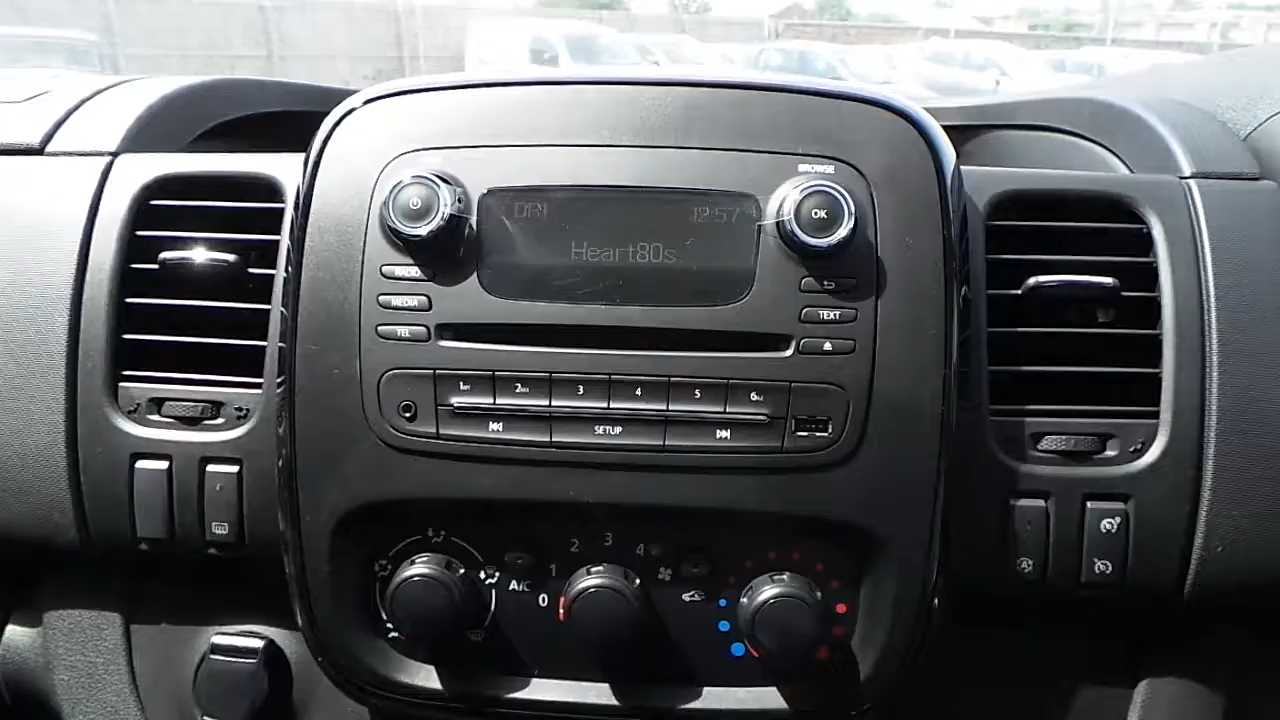 BROWSE
OK
DR1 12:57
Heart80s
RADIO
MEDIA
TEL
TEXT
1 2 3 4 5 6
SETUP
A/C
0 1 2 3 4